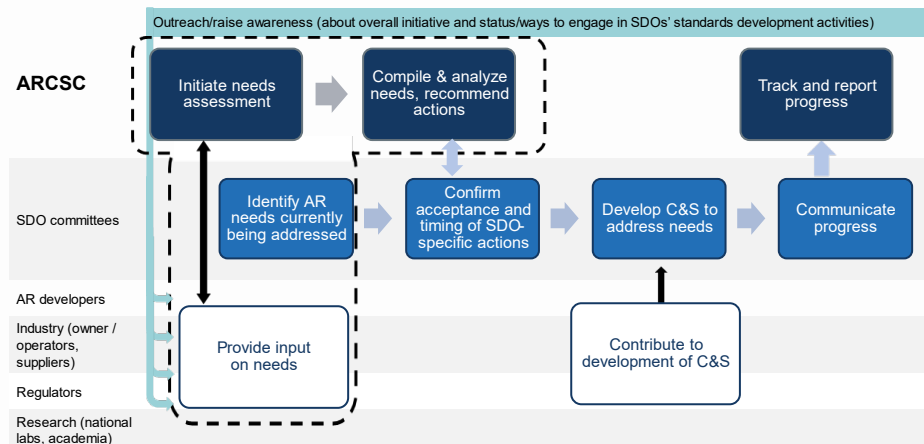 Outreach/raise awareness (about overall initiative and status/ways to engage in SDOs' standards development activities)
ARCSC
Initiate needs
assessment
Compile & analyze
needs, recommend
actions
Track and report
progress
SDO committees
Identify AR
needs currently
being addressed
Confirm
acceptance and
timing of SDO-
specific actions
Develop C&S to
address needs
Communicate
progress
AR developers
Industry (owner /
operators,
suppliers)
Regulators
Research (national
labs, academia)
Provide input
on needs
Contribute to
development of C&S